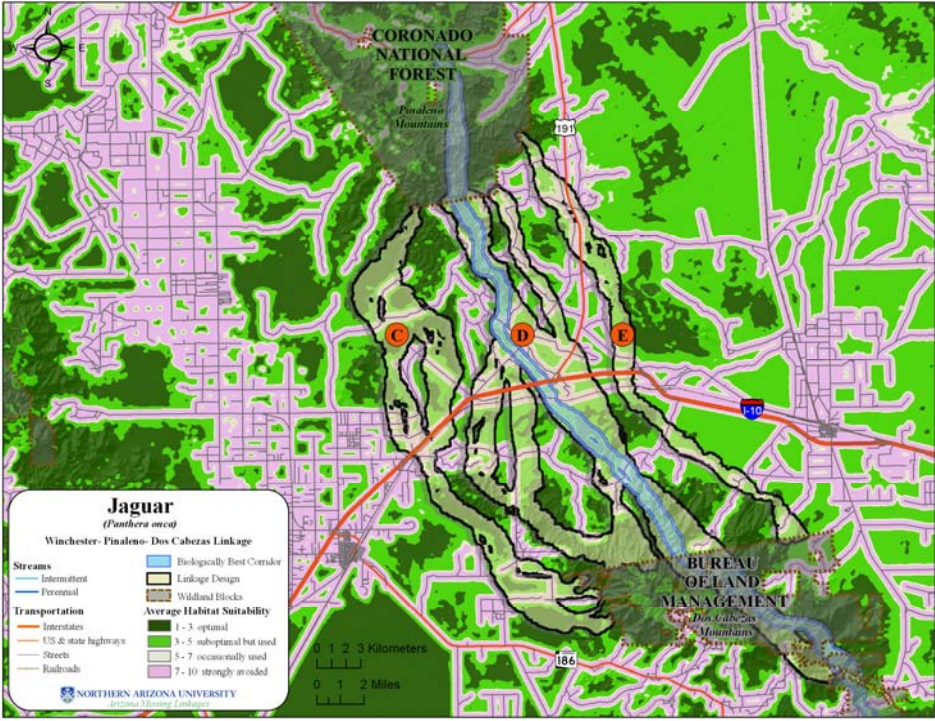 N
W
E
S
CORONADO
NATIONAL
FOREST
Pinaleno
Mountains
191
C
D
E
I-10
BUREAU
OF LAND
MANAGEMENT
Dos Cabezas
Mountains
186
0 1 2 3 Kilometers
0 1 2 Miles
Jaguar
(Panthera onca)
Winchester- Pinaleno- Dos Cabezas Linkage
Streams
Intermittent
Perennial
Transportation
Interstates
US & state highways
Streets
Railroads
Biologically Best Corridor
Linkage Design
Wildland Blocks
Average Habitat Suitability
1 - 3: optimal
3 - 5: suboptimal but used
5 - 7: occasionally used
7 - 10: strongly avoided
NORTHERN ARIZONA UNIVERSITY
Arizona Missing Linkages